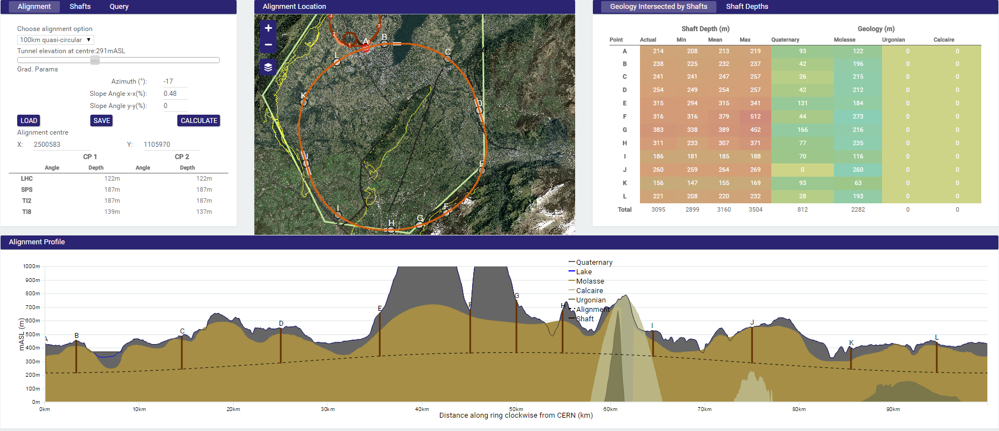 Alignment Shafts Query
Choose alignment option
100km quasi-circular ▼
Tunnel elevation at centre:291mASL
Grad. Params
Azimuth (°): -17
Slope Angle x-x(%): 0.48
Slope Angle y-y(%): 0
LOAD SAVE CALCULATE
Alignment centre
X: 2500583 Y: 1105970
CP 1 CP 2
Angle Depth Angle Depth
LHC 122m 122m
SPS 187m 187m
TI2 187m 187m
TI8 139m 137m
Alignment Location
+
−
3
7
2
1
A
B
L
C
K
D
J
E
I
F
G
H
Geology Intersected by Shafts Shaft Depths
Shaft Depth (m) Geology (m)
Point Actual Min Mean Max Quaternary Molasse Urgonian Calcaire
A 214 208 213 219 93 122 0 0
B 238 225 232 237 42 196 0 0
C 241 241 247 257 26 215 0 0
D 254 249 254 257 42 212 0 0
E 315 294 315 341 131 184 0 0
F 316 316 379 512 44 273 0 0
G 383 338 389 452 166 216 0 0
H 311 233 307 371 77 235 0 0
I 186 181 185 188 70 116 0 0
J 260 259 264 269 0 260 0 0
K 156 147 155 169 93 63 0 0
L 221 208 220 232 28 193 0 0
Total 3095 2899 3160 3504 812 2282 0 0
Alignment Profile
Quaternary
Lake
Molasse
Calcaire
Urgonian
Alignment
Shaft
mASL (m)
1000m
900m
800m
700m
600m
500m
400m
300m
200m
100m
0m
A B C D E F G H I J K L
0km 10km 20km 30km 40km 50km 60km 70km 80km 90km
Distance along ring clockwise from CERN (km)